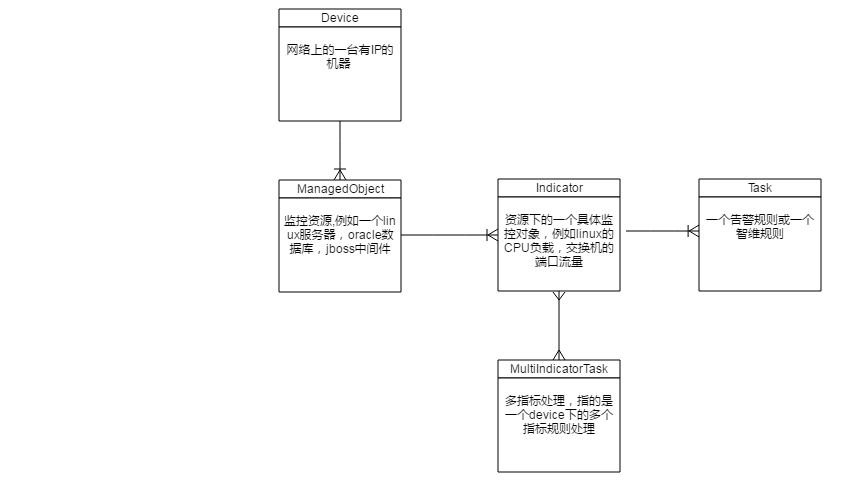 Device
网络上的一台有IP的
机器
ManagedObject
监控资源,例如一个lin
ux服务器，oracle数
据库，jboss中间件
Indicator
资源下的一个具体监
控对象，例如linux的
CPU负载，交换机的
端口流量
Task
一个告警规则或一个
智维规则
MultiIndicatorTask
多指标处理，指的是
一个device下的多个
指标规则处理